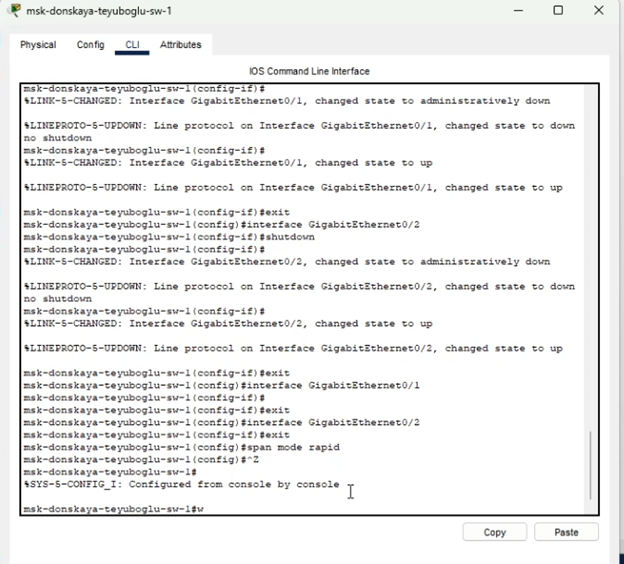 msk-donskaya-teyuboglu-sw-1
Physical Config CLI Attributes
IOS Command Line Interface
msk-donskaya-teyuboglu-sw-1(config-if)#
%LINK-5-CHANGED: Interface GigabitEthernet0/1, changed state to administratively down
%LINEPROTO-5-UPDOWN: Line protocol on Interface GigabitEthernet0/1, changed state to down
no shutdown
msk-donskaya-teyuboglu-sw-1(config-if)#
%LINK-5-CHANGED: Interface GigabitEthernet0/1, changed state to up
%LINEPROTO-5-UPDOWN: Line protocol on Interface GigabitEthernet0/1, changed state to up
msk-donskaya-teyuboglu-sw-1(config-if)#exit
msk-donskaya-teyuboglu-sw-1(config)#interface GigabitEthernet0/2
msk-donskaya-teyuboglu-sw-1(config-if)#shutdown
msk-donskaya-teyuboglu-sw-1(config-if)#
%LINK-5-CHANGED: Interface GigabitEthernet0/2, changed state to administratively down
%LINEPROTO-5-UPDOWN: Line protocol on Interface GigabitEthernet0/2, changed state to down
no shutdown
msk-donskaya-teyuboglu-sw-1(config-if)#
%LINK-5-CHANGED: Interface GigabitEthernet0/2, changed state to up
%LINEPROTO-5-UPDOWN: Line protocol on Interface GigabitEthernet0/2, changed state to up
msk-donskaya-teyuboglu-sw-1(config-if)#exit
msk-donskaya-teyuboglu-sw-1(config)#interface GigabitEthernet0/1
msk-donskaya-teyuboglu-sw-1(config-if)#
msk-donskaya-teyuboglu-sw-1(config-if)#exit
msk-donskaya-teyuboglu-sw-1(config)#interface GigabitEthernet0/2
msk-donskaya-teyuboglu-sw-1(config-if)#exit
msk-donskaya-teyuboglu-sw-1(config)#span mode rapid
msk-donskaya-teyuboglu-sw-1(config)#^Z
msk-donskaya-teyuboglu-sw-1#
%SYS-5-CONFIG_I: Configured from console by console
msk-donskaya-teyuboglu-sw-1#w
Copy Paste